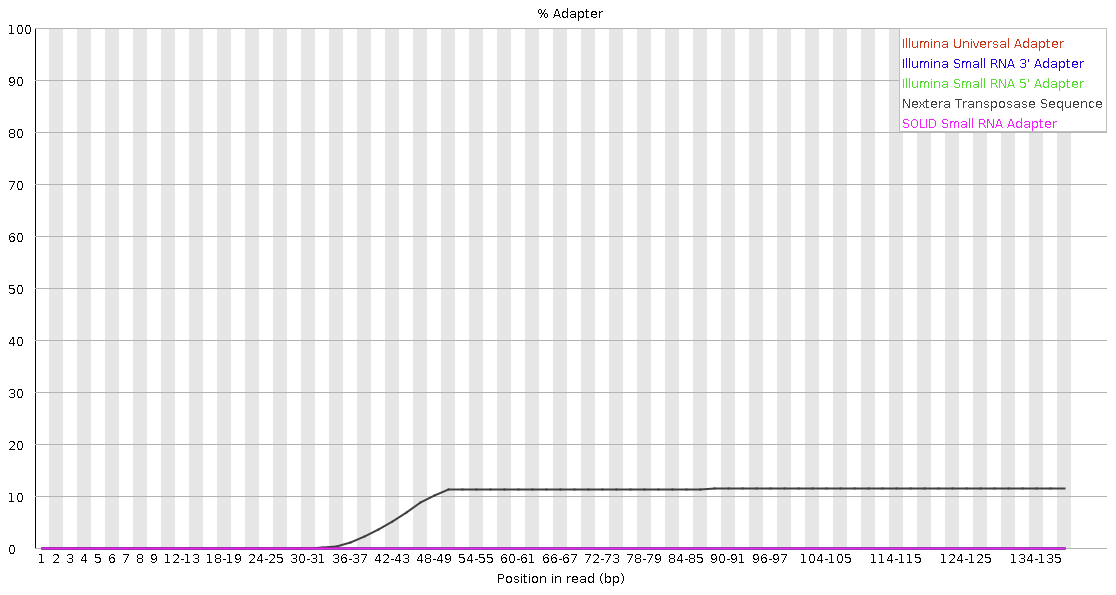 % Adapter
100
90
80
70
60
50
40
30
20
10
0
Illumina Universal Adapter
Illumina Small RNA 3' Adapter
Illumina Small RNA 5' Adapter
Nextera Transposase Sequence
SOLID Small RNA Adapter
1 2 3 4 5 6 7 8 9 12-13 18-19 24-25 30-31 36-37 42-43 48-49 54-55 60-61 66-67 72-73 78-79 84-85 90-91 96-97 104-105 114-115 124-125 134-135
Position in read (bp)